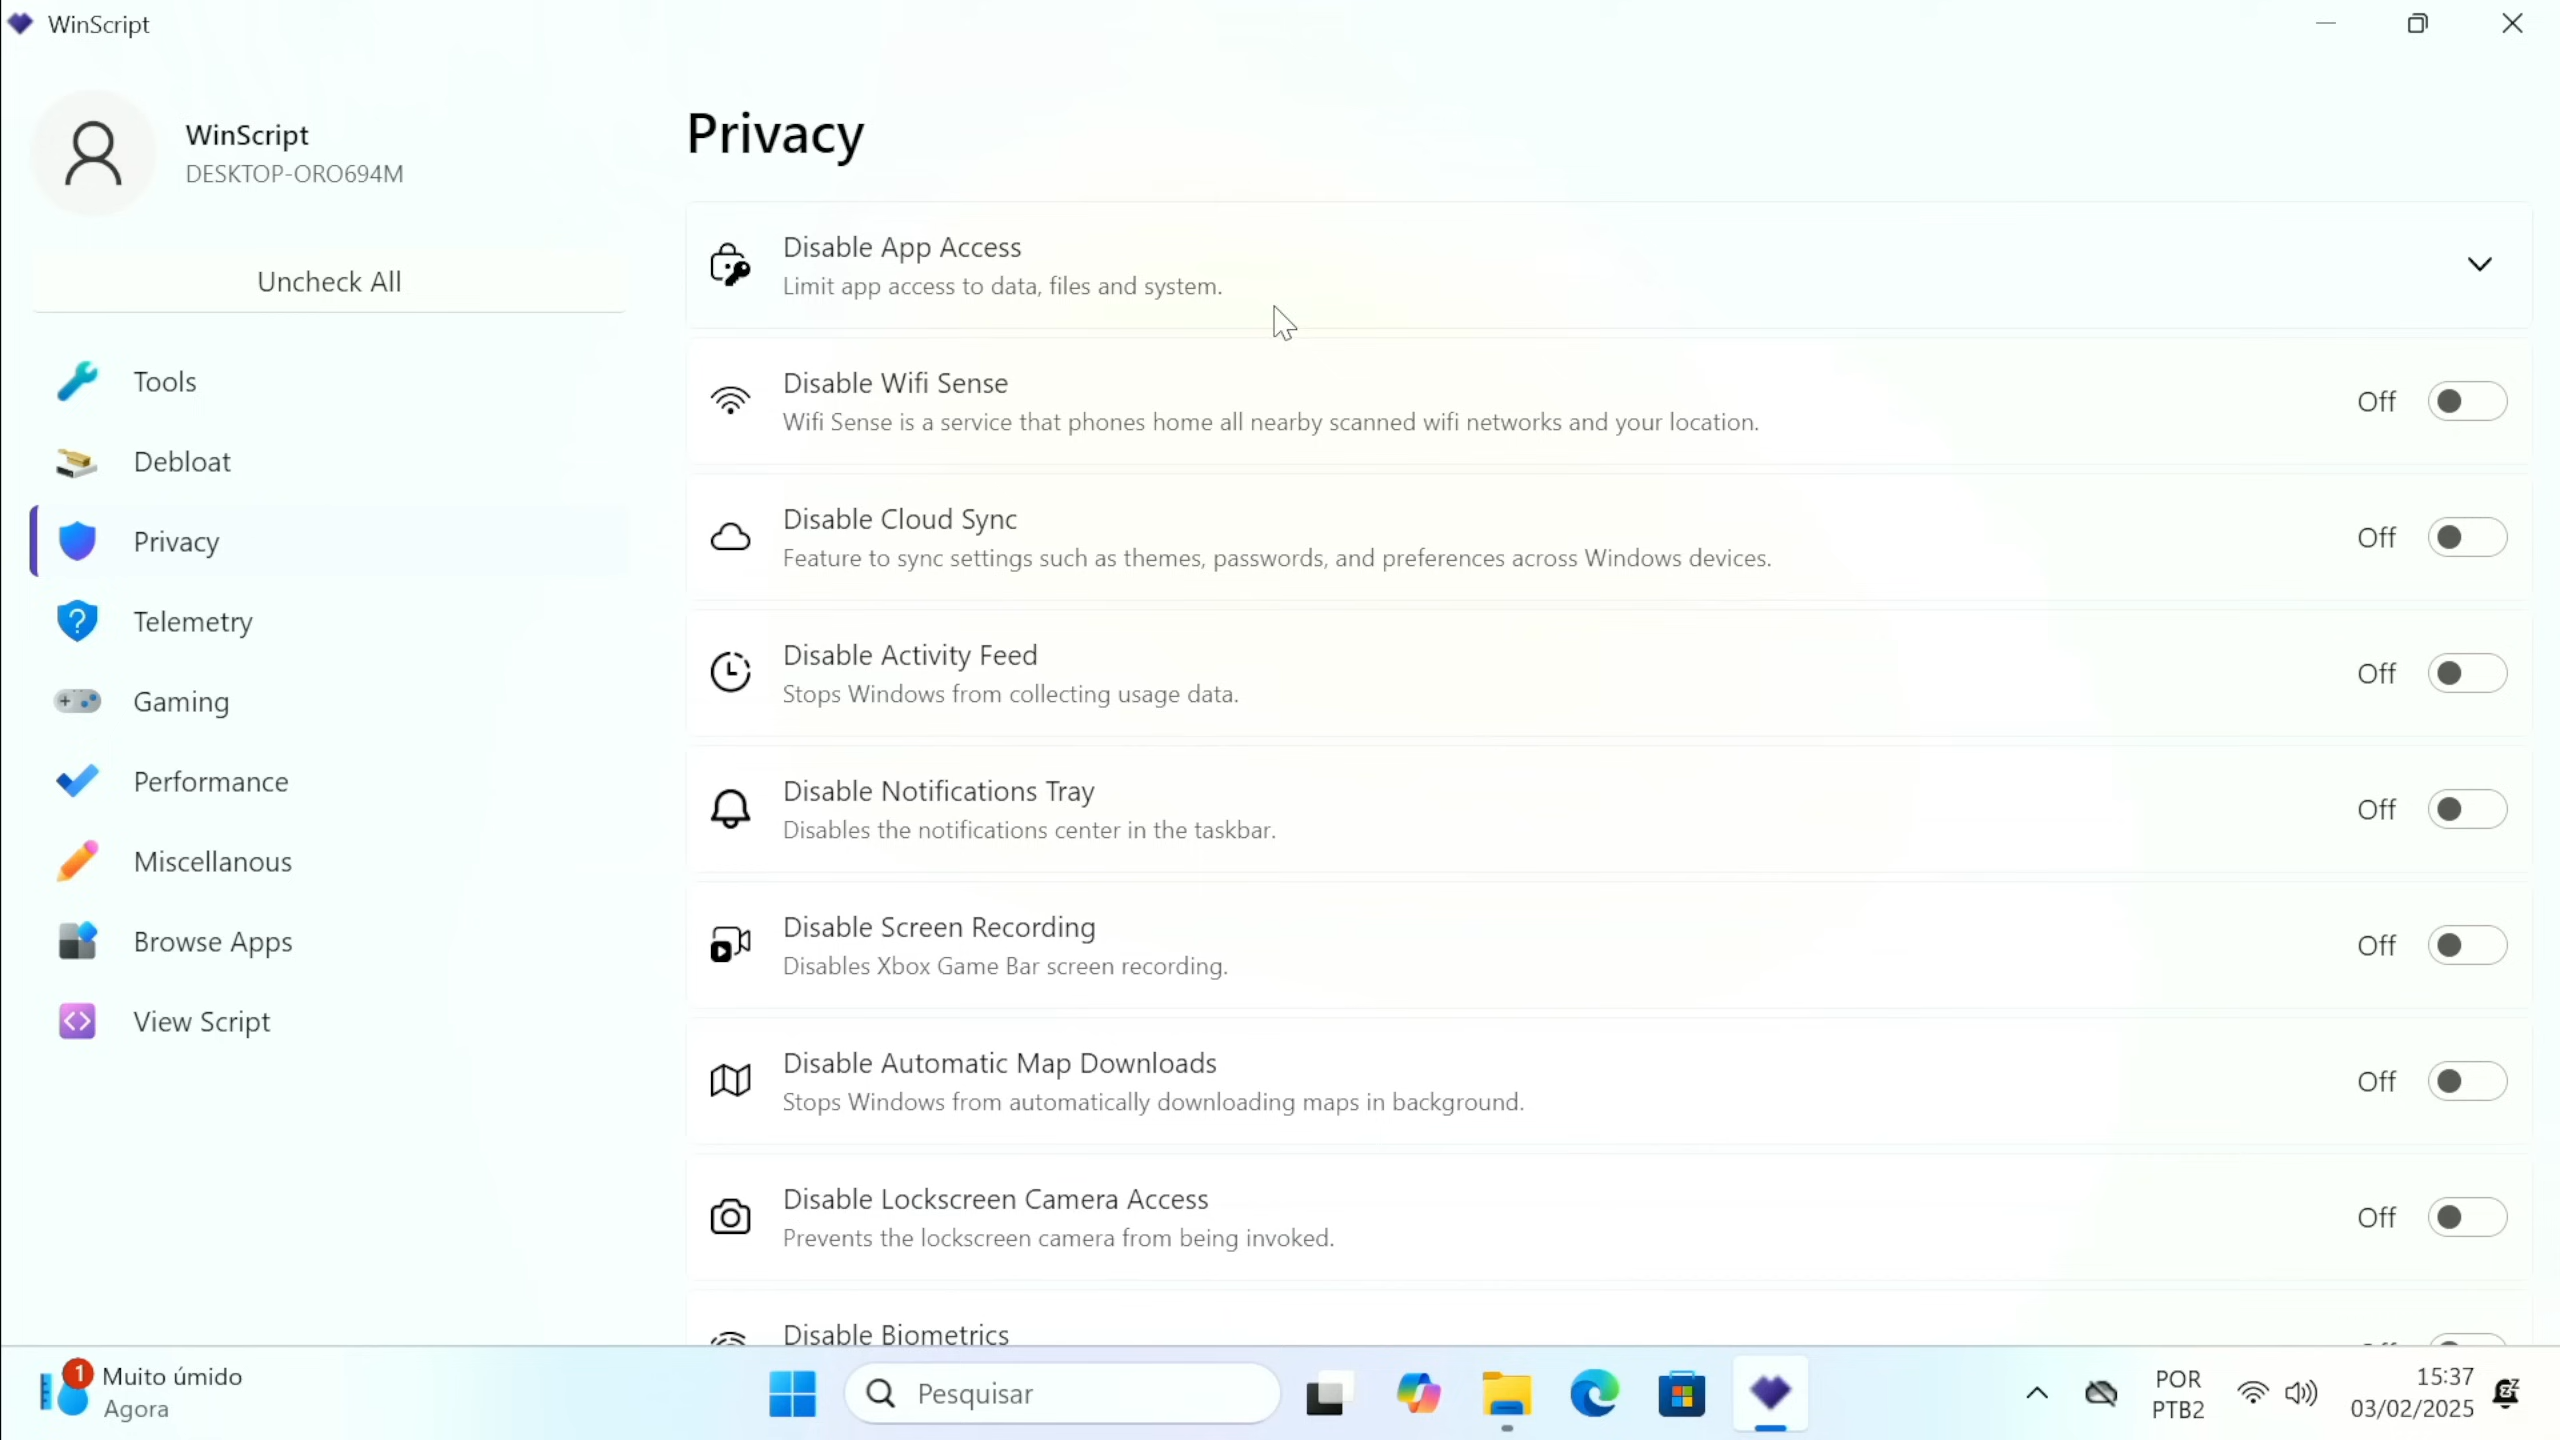 WinScript
WinScript
DESKTOP-ORO694M
Uncheck All
Tools
Debloat
Privacy
Telemetry
Gaming
Performance
Miscellanous
Browse Apps
View Script
Privacy
Disable App Access
Limit app access to data, files and system.
Disable Wifi Sense
Wifi Sense is a service that phones home all nearby scanned wifi networks and your location.
Off
Disable Cloud Sync
Feature to sync settings such as themes, passwords, and preferences across Windows devices.
Off
Disable Activity Feed
Stops Windows from collecting usage data.
Off
Disable Notifications Tray
Disables the notifications center in the taskbar.
Off
Disable Screen Recording
Disables Xbox Game Bar screen recording.
Off
Disable Automatic Map Downloads
Stops Windows from automatically downloading maps in background.
Off
Disable Lockscreen Camera Access
Prevents the lockscreen camera from being invoked.
Off
Disable Biometrics
1
Muito úmido
Agora
Pesquisar
POR
PTB2
15:37
03/02/2025